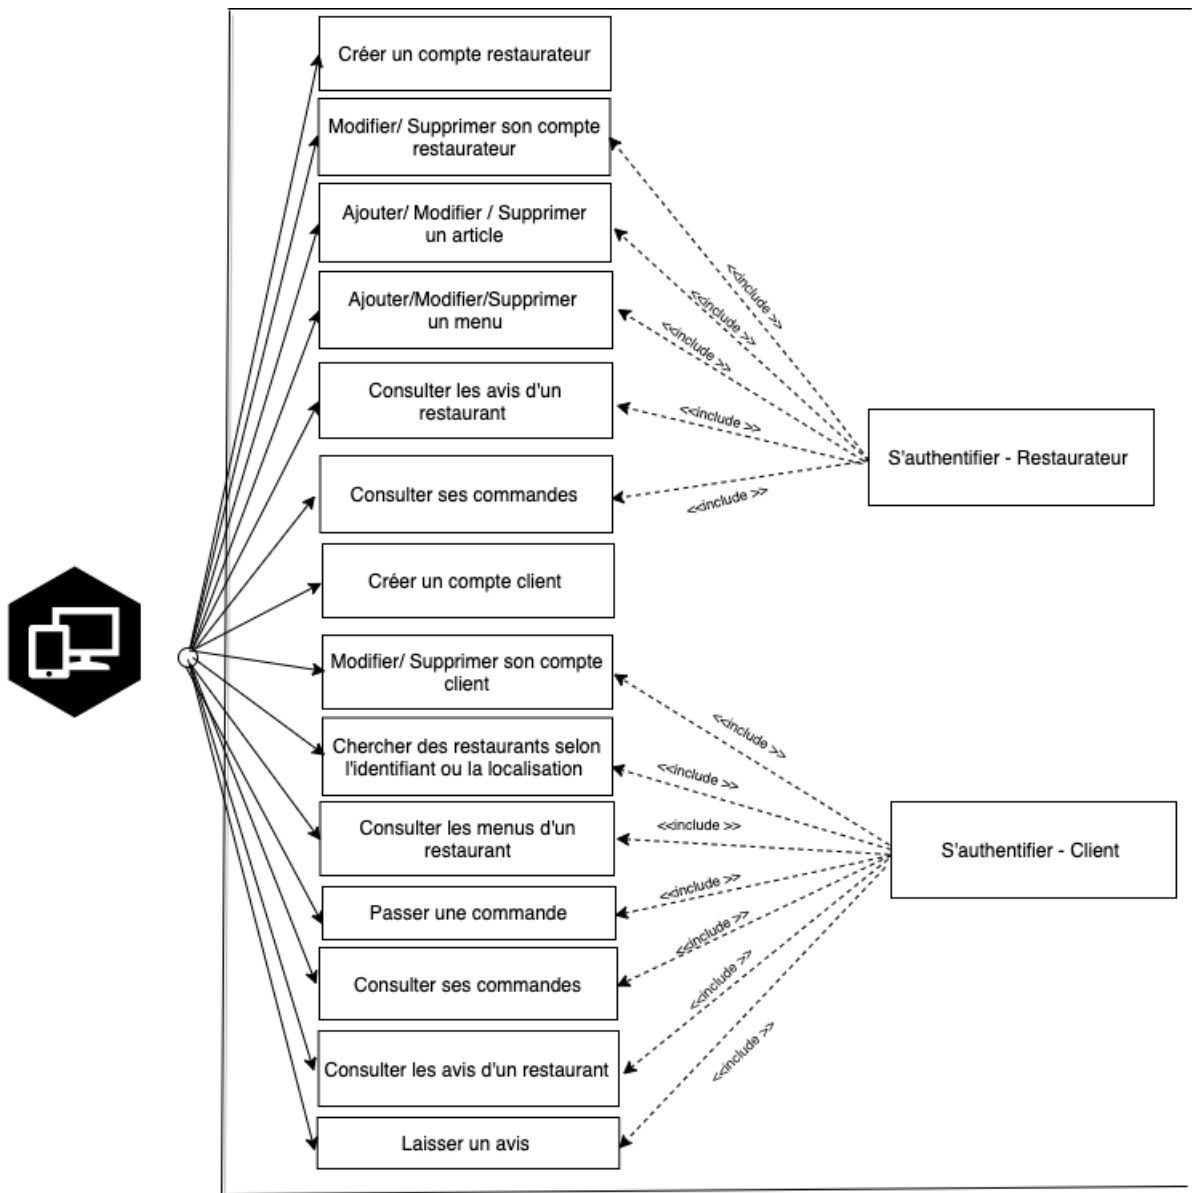 Créer un compte restaurateur
Modifier/ Supprimer son compte
restaurateur
Ajouter/ Modifier / Supprimer
un article
Ajouter/Modifier/Supprimer
un menu
Consulter les avis d'un
restaurant
Consulter ses commandes
<<include >>
<<include >>
<<include >>
<<include >>
<<include >>
S'authentifier - Restaurateur
Créer un compte client
Modifier/ Supprimer son compte
client
Chercher des restaurants selon
l'identifiant ou la localisation
Consulter les menus d'un
restaurant
Passer une commande
Consulter ses commandes
Consulter les avis d'un restaurant
Laisser un avis
<<include >>
<<include >>
<<include >>
<<include >>
<<include >>
<<include >>
<<include >>
S'authentifier - Client